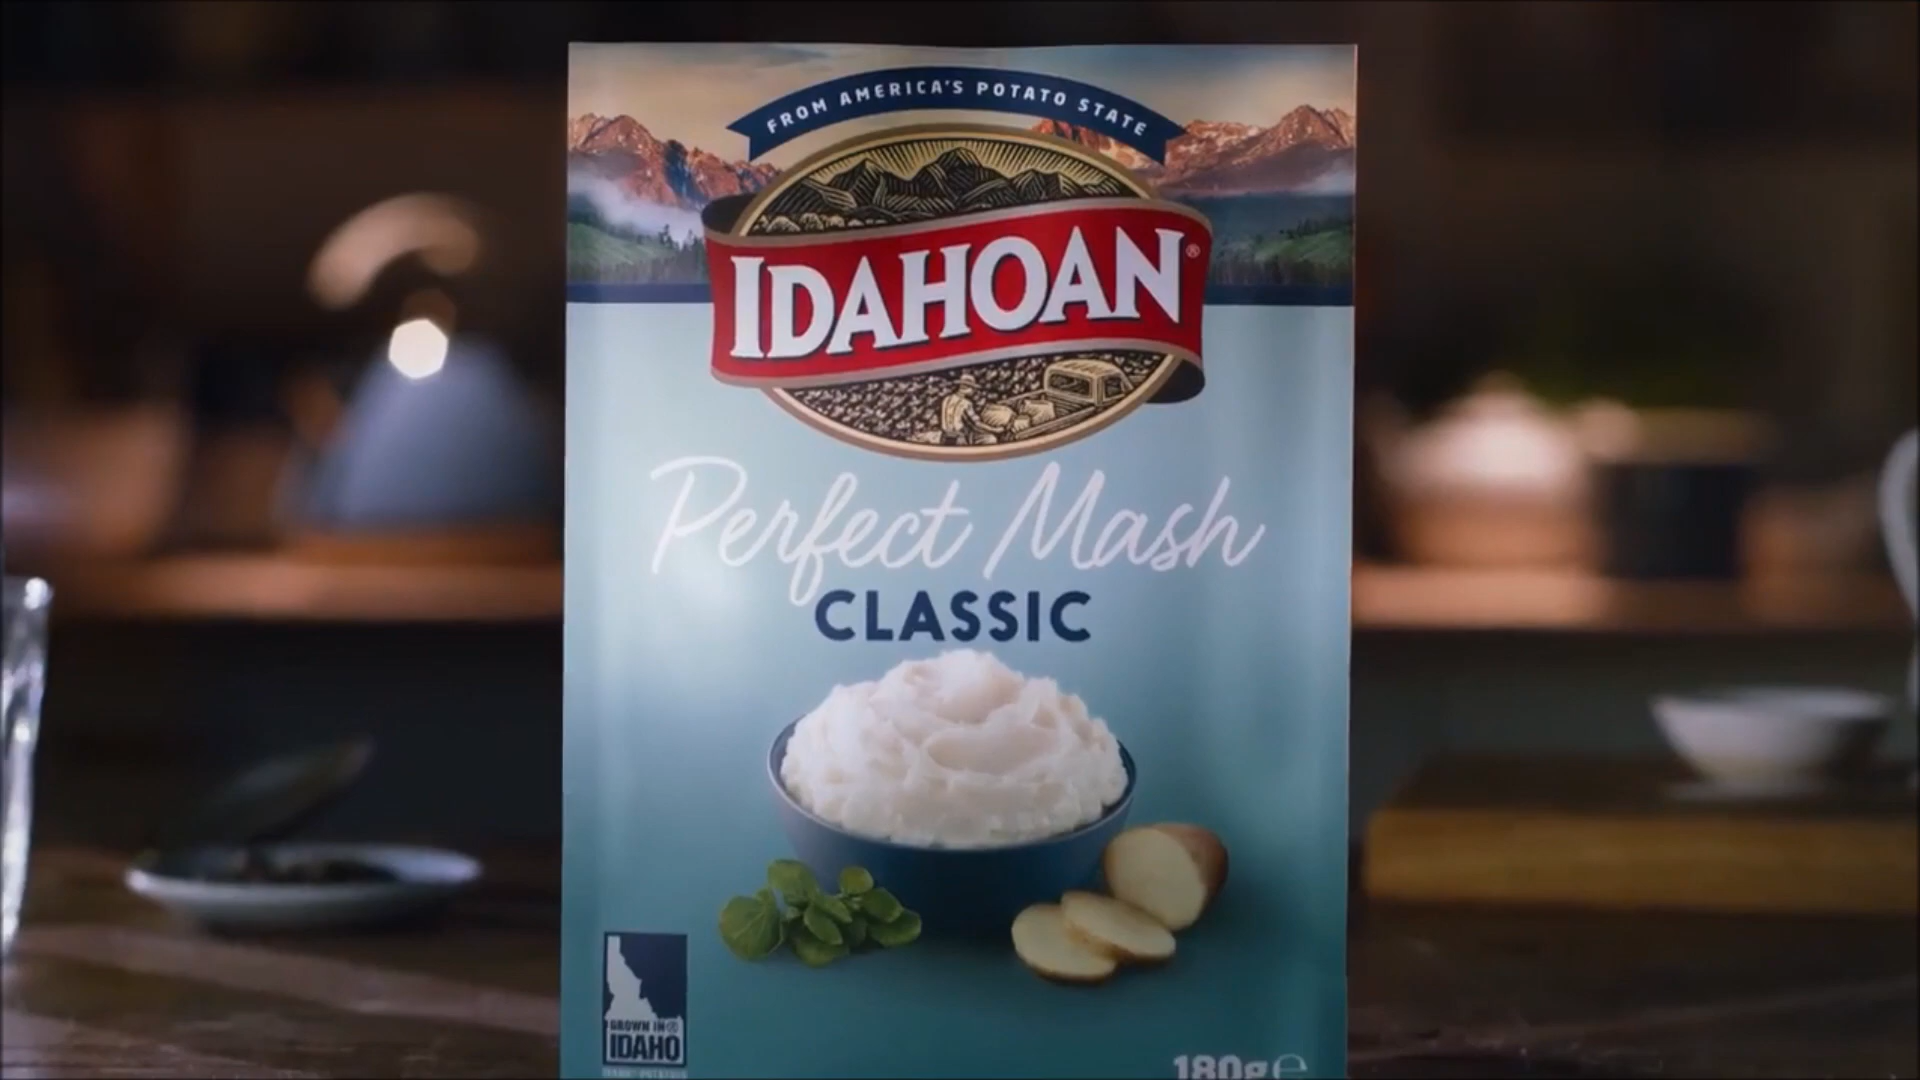 FROM AMERICA'S POTATO STATE
IDAHOAN®
Perfect Mash
CLASSIC
GROWN IN®
IDAHO
180g℮